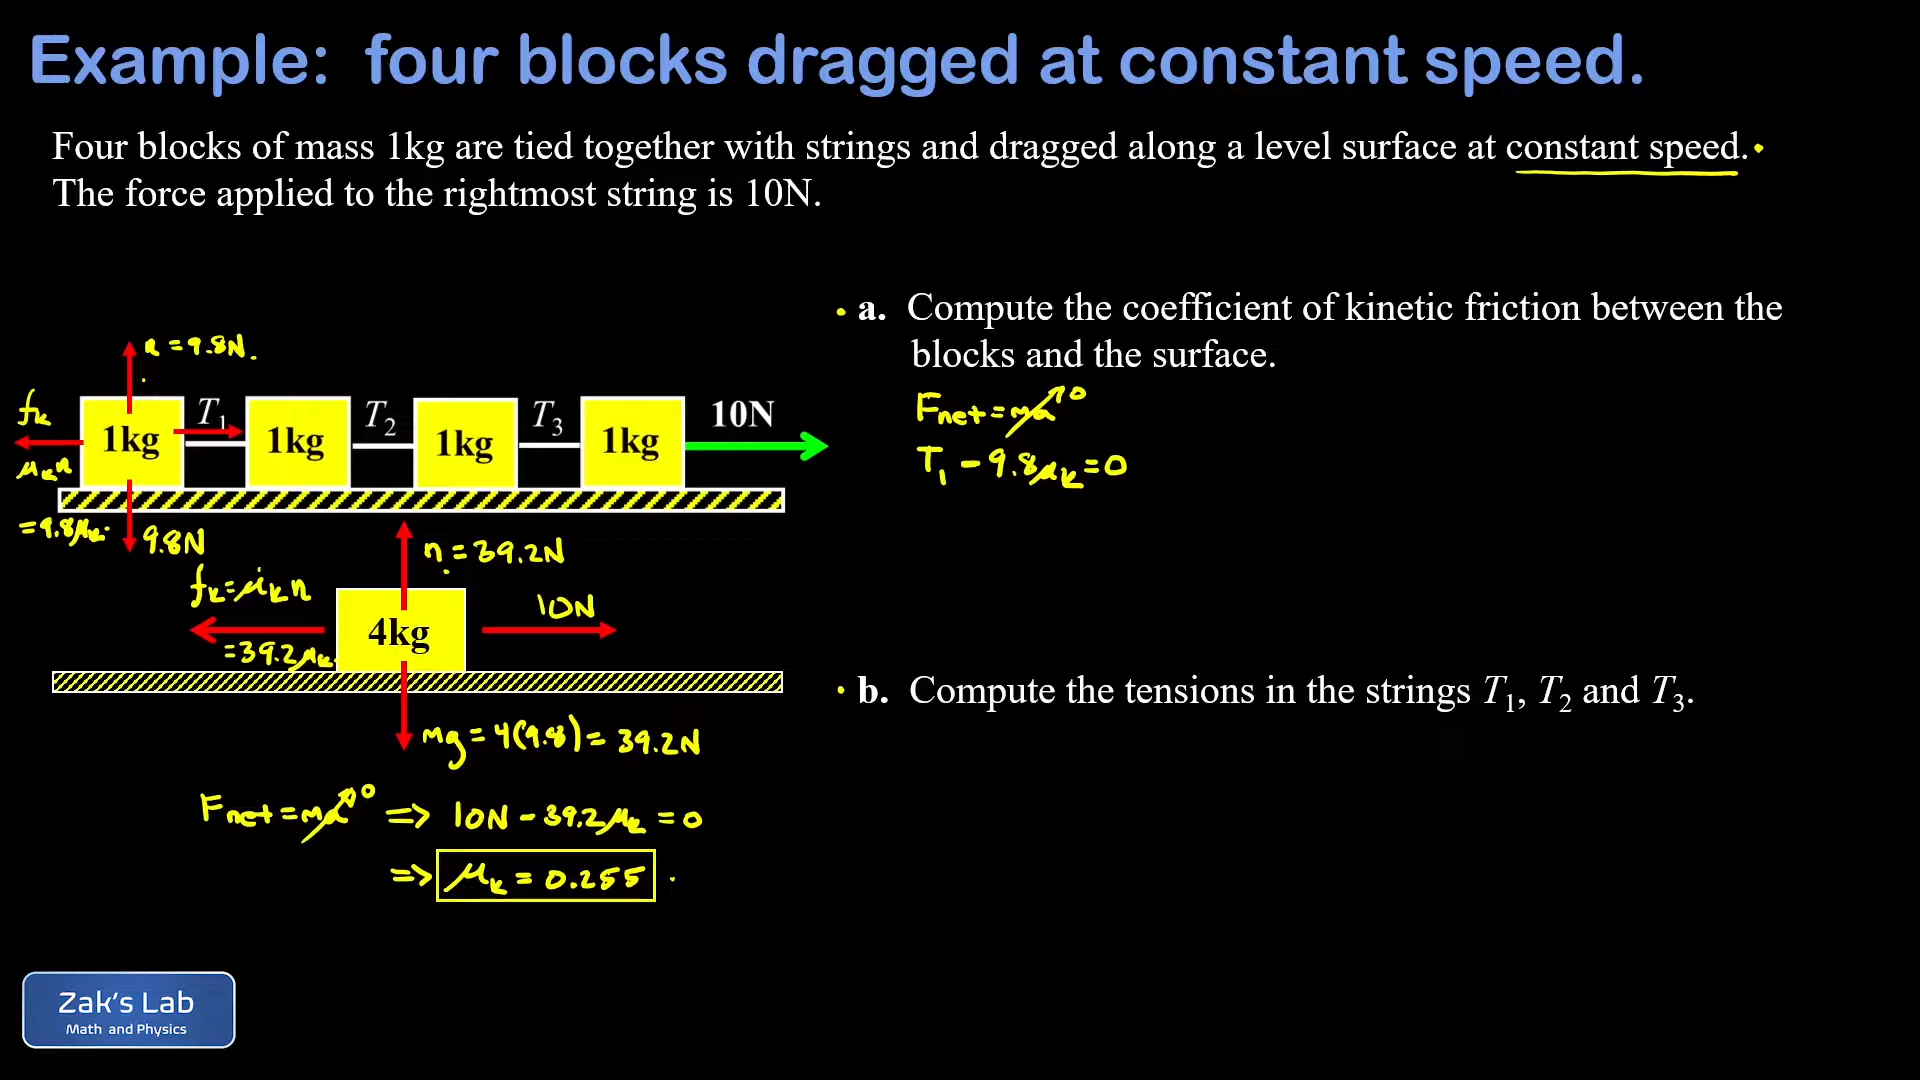 Example: four blocks dragged at constant speed.
Four blocks of mass 1kg are tied together with strings and dragged along a level surface at constant speed.
The force applied to the rightmost string is 10N.
a. Compute the coefficient of kinetic friction between the
blocks and the surface.
Fnet = ma 0
T₁ - 9.8μₖ = 0
n = 9.8N
fₖ
μₖn
= 9.8μₖ
1kg
T₁
1kg
T₂
1kg
T₃
1kg
10N
9.8N
n = 39.2N
fₖ = μₖn
= 39.2μₖ
4kg
10N
mg = 4(9.8) = 39.2N
Fnet = ma 0 => 10N - 39.2μₖ = 0
=> μₖ = 0.255
b. Compute the tensions in the strings T₁, T₂ and T₃.
Zak's Lab
Math and Physics